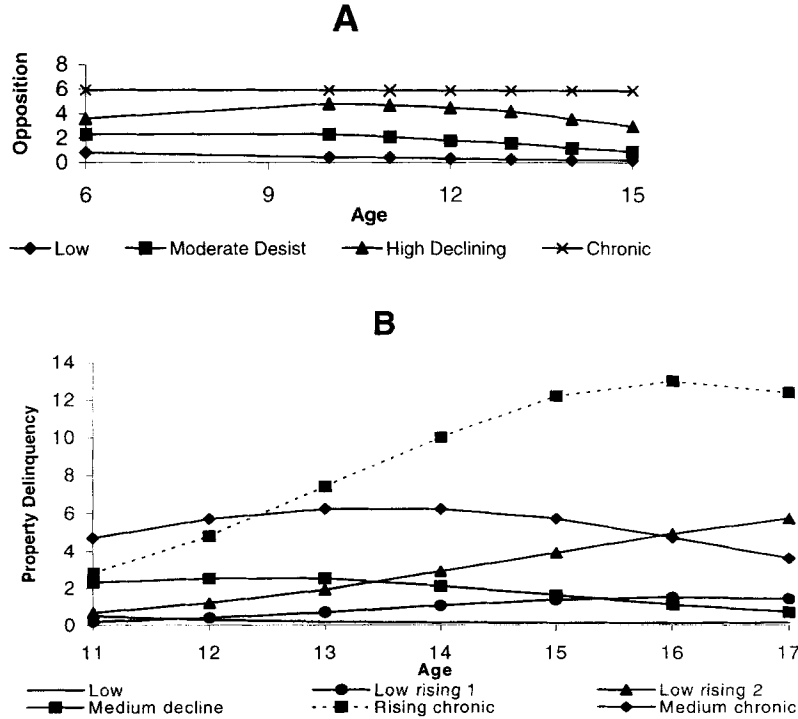 A
8
6
4
2
0
Opposition
6 9 12 15
Age
Low Moderate Desist High Declining Chronic
B
14
12
10
8
6
4
2
0
Property Delinquency
11 12 13 14 15 16 17
Age
Low Low rising 1 Low rising 2
Medium decline Rising chronic Medium chronic